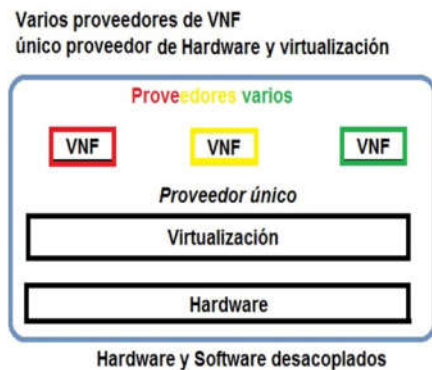 Varios proveedores de VNF
único proveedor de Hardware y virtualización
Proveedores varios
VNF VNF VNF
Proveedor único
Virtualización
Hardware
Hardware y Software desacoplados